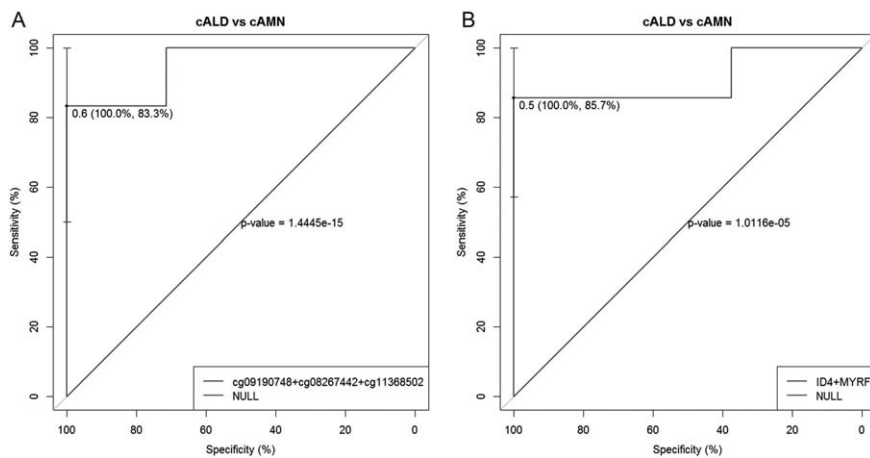 A
cALD vs cAMN
100
80
60
40
20
0
Sensitivity (%)
0.6 (100.0%, 83.3%)
p-value = 1.4445e-15
cg09190748+cg08267442+cg11368502
NULL
100 80 60 40 20 0
Specificity (%)
B
cALD vs cAMN
100
80
60
40
20
0
Sensitivity (%)
0.5 (100.0%, 85.7%)
p-value = 1.0116e-05
ID4+MYRF
NULL
100 80 60 40 20 0
Specificity (%)